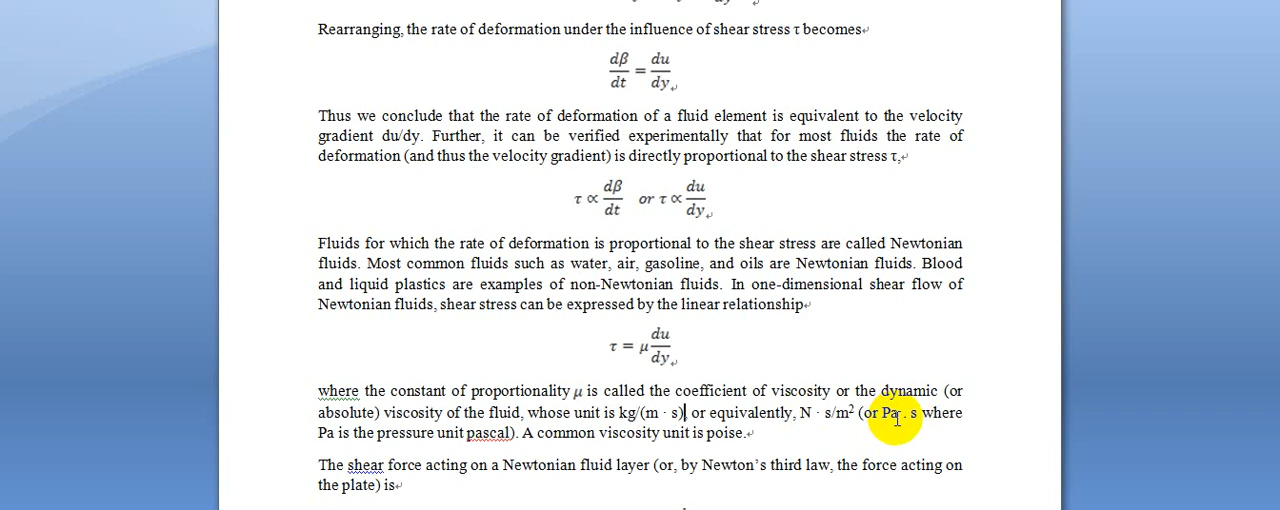 Rearranging, the rate of deformation under the influence of shear stress τ becomes
dβ/dt = du/dy
Thus we conclude that the rate of deformation of a fluid element is equivalent to the velocity
gradient du/dy. Further, it can be verified experimentally that for most fluids the rate of
deformation (and thus the velocity gradient) is directly proportional to the shear stress τ,
τ ∝ dβ/dt or τ ∝ du/dy
Fluids for which the rate of deformation is proportional to the shear stress are called Newtonian
fluids. Most common fluids such as water, air, gasoline, and oils are Newtonian fluids. Blood
and liquid plastics are examples of non-Newtonian fluids. In one-dimensional shear flow of
Newtonian fluids, shear stress can be expressed by the linear relationship
τ = μ du/dy
where the constant of proportionality μ is called the coefficient of viscosity or the dynamic (or
absolute) viscosity of the fluid, whose unit is kg/(m · s) or equivalently, N · s/m² (or Pa . s where
Pa is the pressure unit pascal). A common viscosity unit is poise.
The shear force acting on a Newtonian fluid layer (or, by Newton's third law, the force acting on
the plate) is